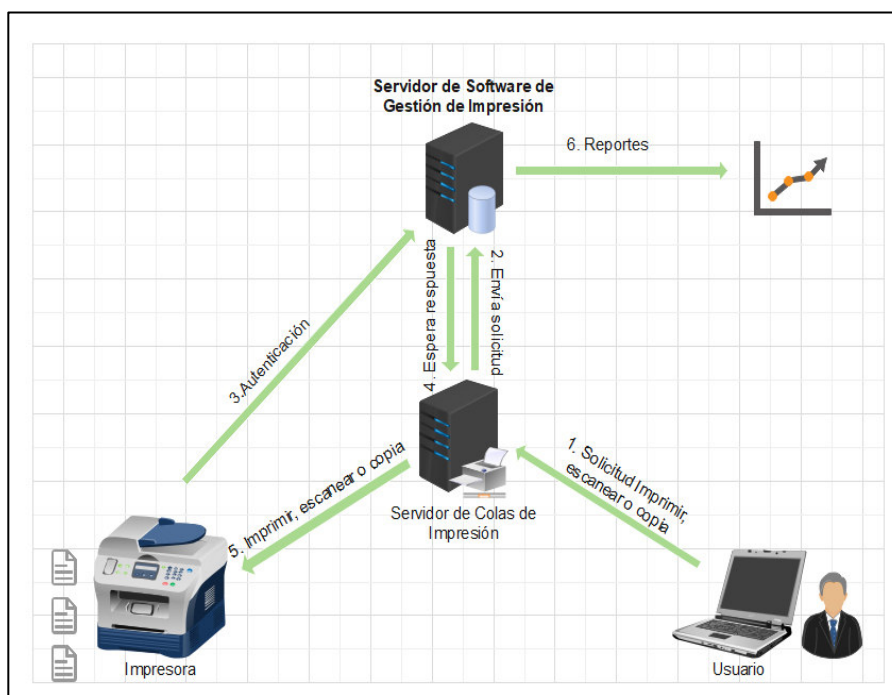 Servidor de Software de
Gestión de Impresión
6. Reportes
4. Espera respuesta
2. Envía solicitud
3.Autenticación
1. Solicitud Imprimir,
escanear o copia
5. Imprimir, escanear o copia
Servidor de Colas de
Impresión
Impresora
Usuario